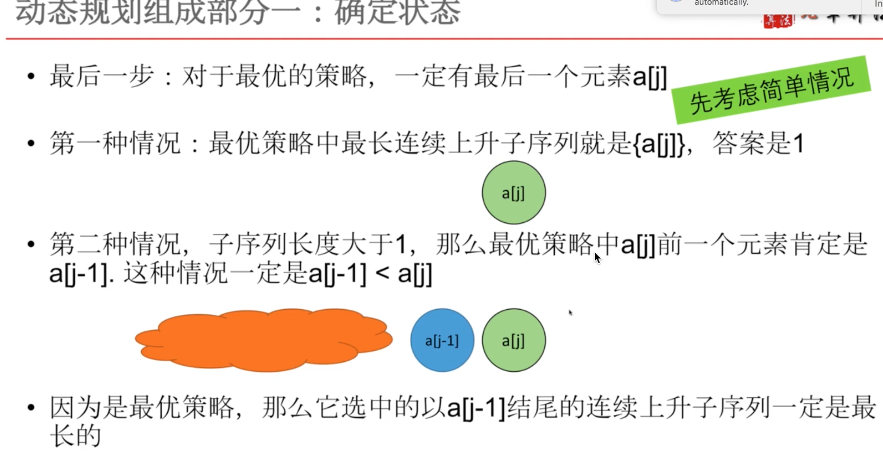 动态规划组成部分一：确定状态
automatically.
In
• 最后一步：对于最优的策略，一定有最后一个元素a[j]
先考虑简单情况
• 第一种情况：最优策略中最长连续上升子序列就是{a[j]}，答案是1
a[j]
• 第二种情况，子序列长度大于1，那么最优策略中a[j]前一个元素肯定是
a[j-1]. 这种情况一定是a[j-1] < a[j]
a[j-1]
a[j]
• 因为是最优策略，那么它选中的以a[j-1]结尾的连续上升子序列一定是最
长的